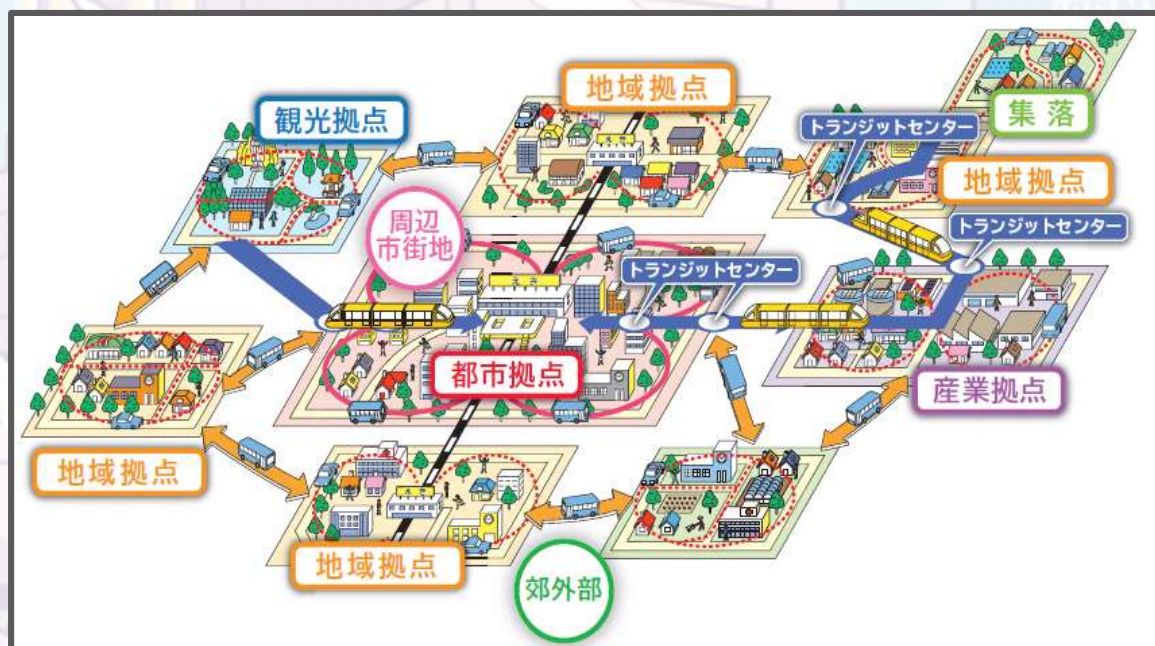 地域拠点
観光拠点
集落
トランジットセンター
地域拠点
トランジットセンター
周辺
市街地
トランジットセンター
都市拠点
産業拠点
地域拠点
地域拠点
郊外部